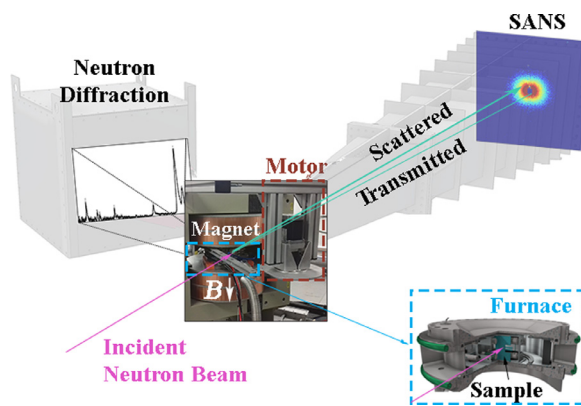 SANS
Neutron
Diffraction
Scattered
Transmitted
Motor
Magnet
B
Furnace
Incident
Neutron Beam
Sample